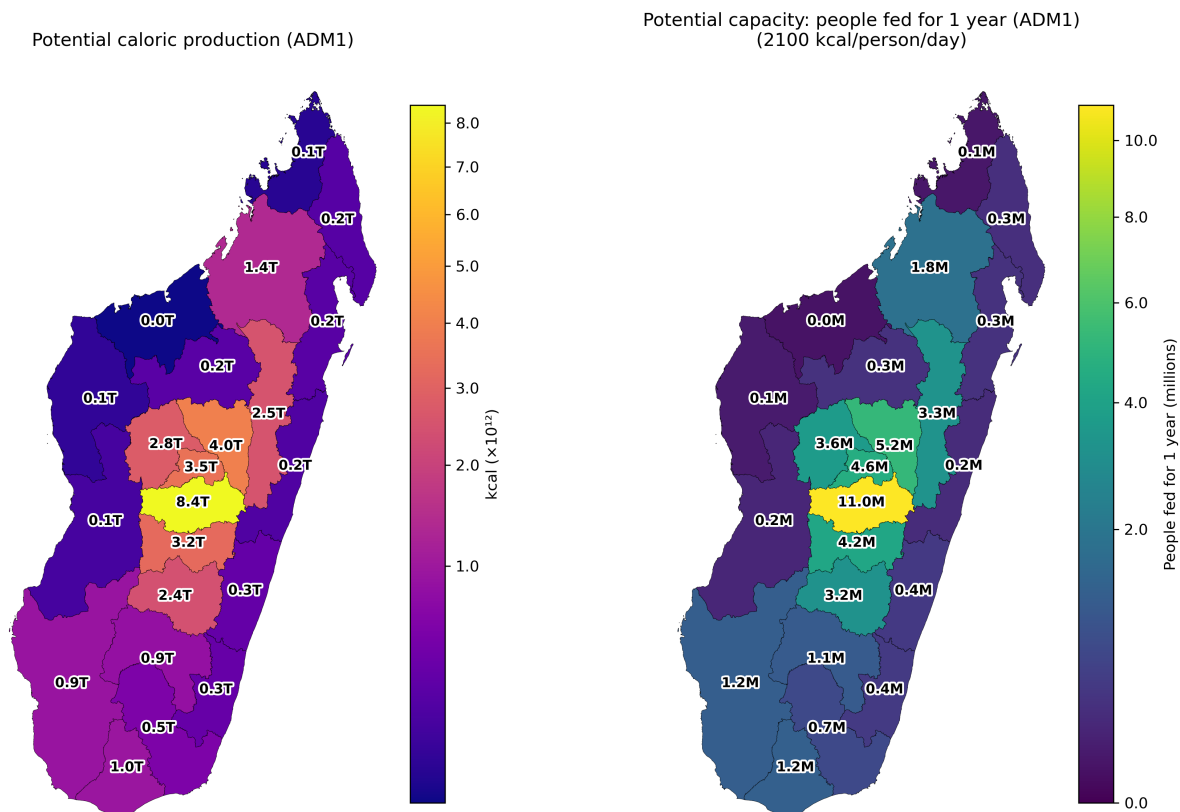 Potential caloric production (ADM1)
0.1T
0.2T
1.4T
0.0T
0.2T
0.2T
0.1T
2.5T
2.8T
4.0T
3.5T
0.2T
8.4T
0.1T
3.2T
0.3T
2.4T
0.9T
0.9T
0.3T
0.5T
1.0T
8.0
7.0
6.0
5.0
4.0
3.0
2.0
1.0
kcal (×10¹²)
Potential capacity: people fed for 1 year (ADM1)
(2100 kcal/person/day)
0.1M
0.3M
1.8M
0.0M
0.3M
0.3M
0.1M
3.3M
3.6M
5.2M
4.6M
0.2M
11.0M
0.2M
4.2M
0.4M
3.2M
1.1M
1.2M
0.4M
0.7M
1.2M
10.0
8.0
6.0
4.0
2.0
0.0
People fed for 1 year (millions)